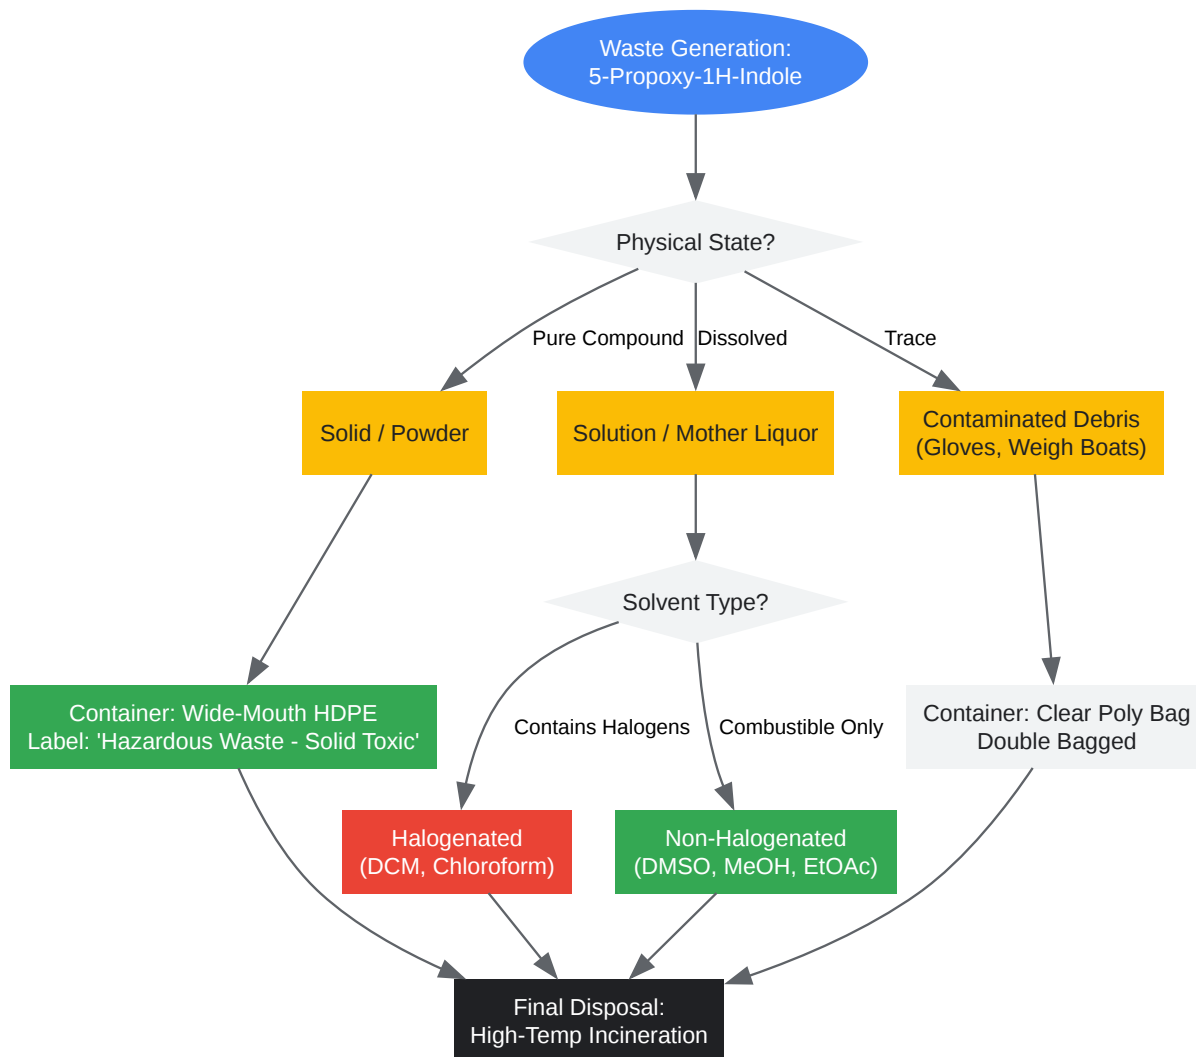 Waste Generation:
5-Propoxy-1H-Indole
Physical State?
Pure Compound
Dissolved
Trace
Solid / Powder
Solution / Mother Liquor
Contaminated Debris
(Gloves, Weigh Boats)
Solvent Type?
Container: Wide-Mouth HDPE
Label: 'Hazardous Waste - Solid Toxic'
Contains Halogens
Combustible Only
Container: Clear Poly Bag
Double Bagged
Halogenated
(DCM, Chloroform)
Non-Halogenated
(DMSO, MeOH, EtOAc)
Final Disposal:
High-Temp Incineration